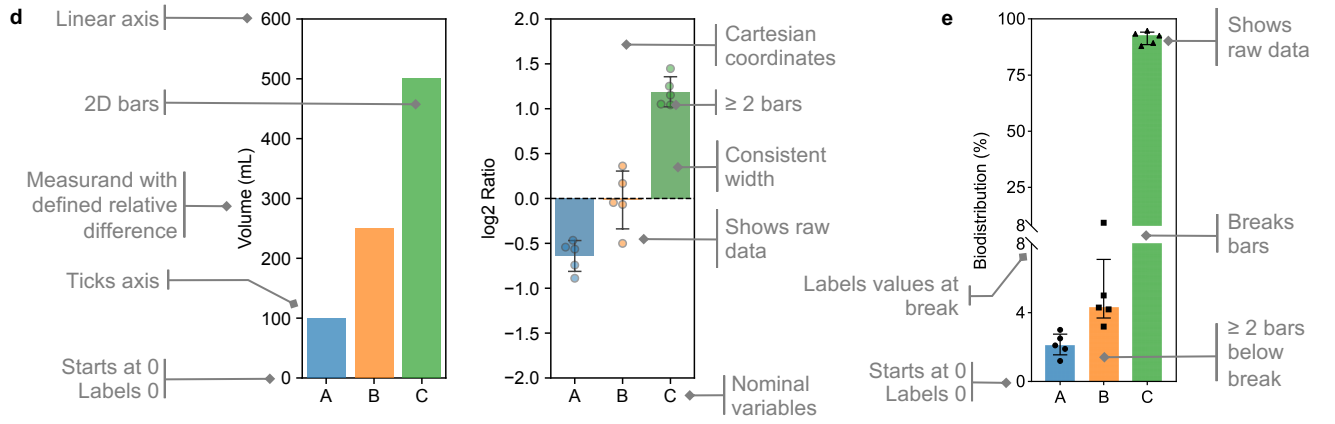 d
Linear axis
2D bars
Measurand with
defined relative
difference
Ticks axis
Starts at 0
Labels 0
Volume (mL)
600
500
400
300
200
100
0
A
B
C
log2 Ratio
2.0
1.5
1.0
0.5
0.0
−0.5
−1.0
−1.5
−2.0
A
B
C
Cartesian
coordinates
≥ 2 bars
Consistent
width
Shows raw
data
Nominal
variables
e
Biodistribution (%)
100
75
50
25
8
8
4
0
A
B
C
Labels values at
break
Starts at 0
Labels 0
Shows
raw data
Breaks
bars
≥ 2 bars
below
break